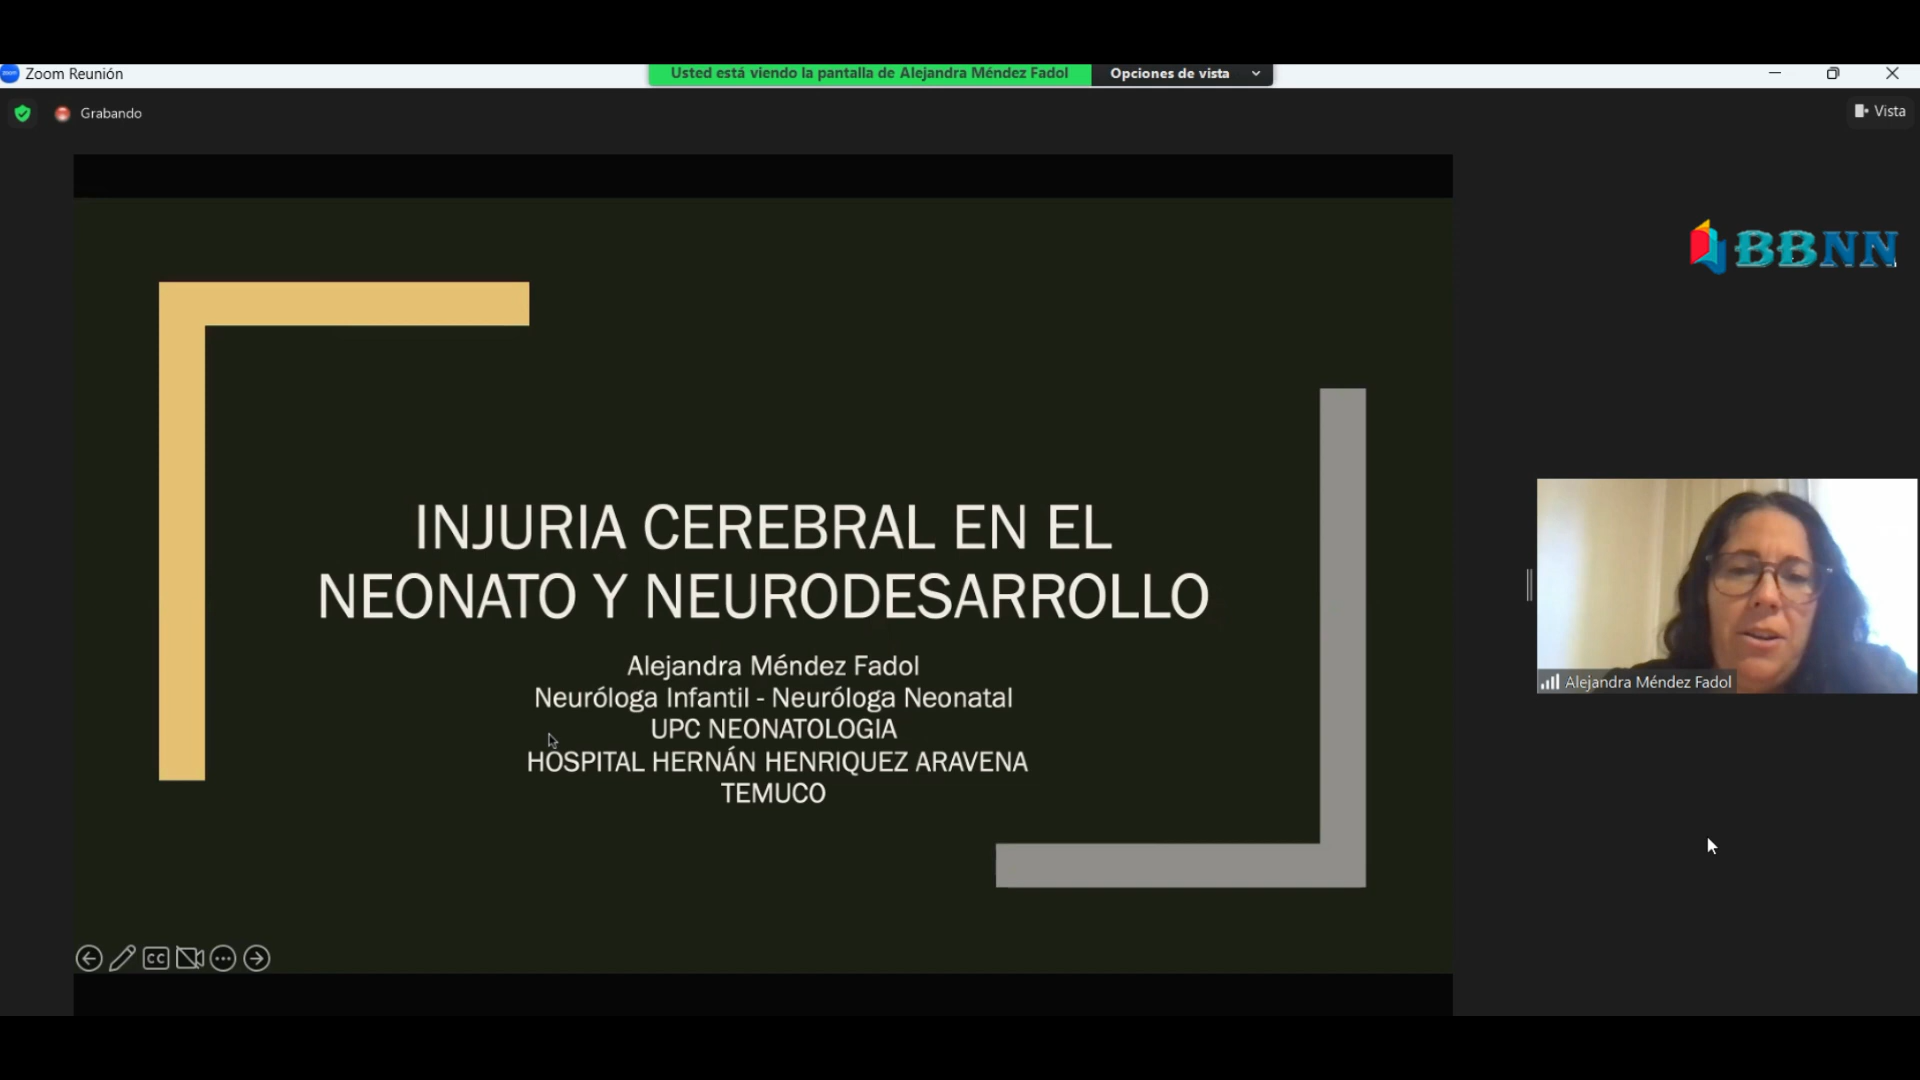 Zoom Reunión
Usted está viendo la pantalla de Alejandra Méndez Fadol
Opciones de vista
Grabando
Vista
BBNN
INJURIA CEREBRAL EN EL
NEONATO Y NEURODESARROLLO
Alejandra Méndez Fadol
Neuróloga Infantil - Neuróloga Neonatal
UPC NEONATOLOGIA
HOSPITAL HERNÁN HENRIQUEZ ARAVENA
TEMUCO
Alejandra Méndez Fadol
CC